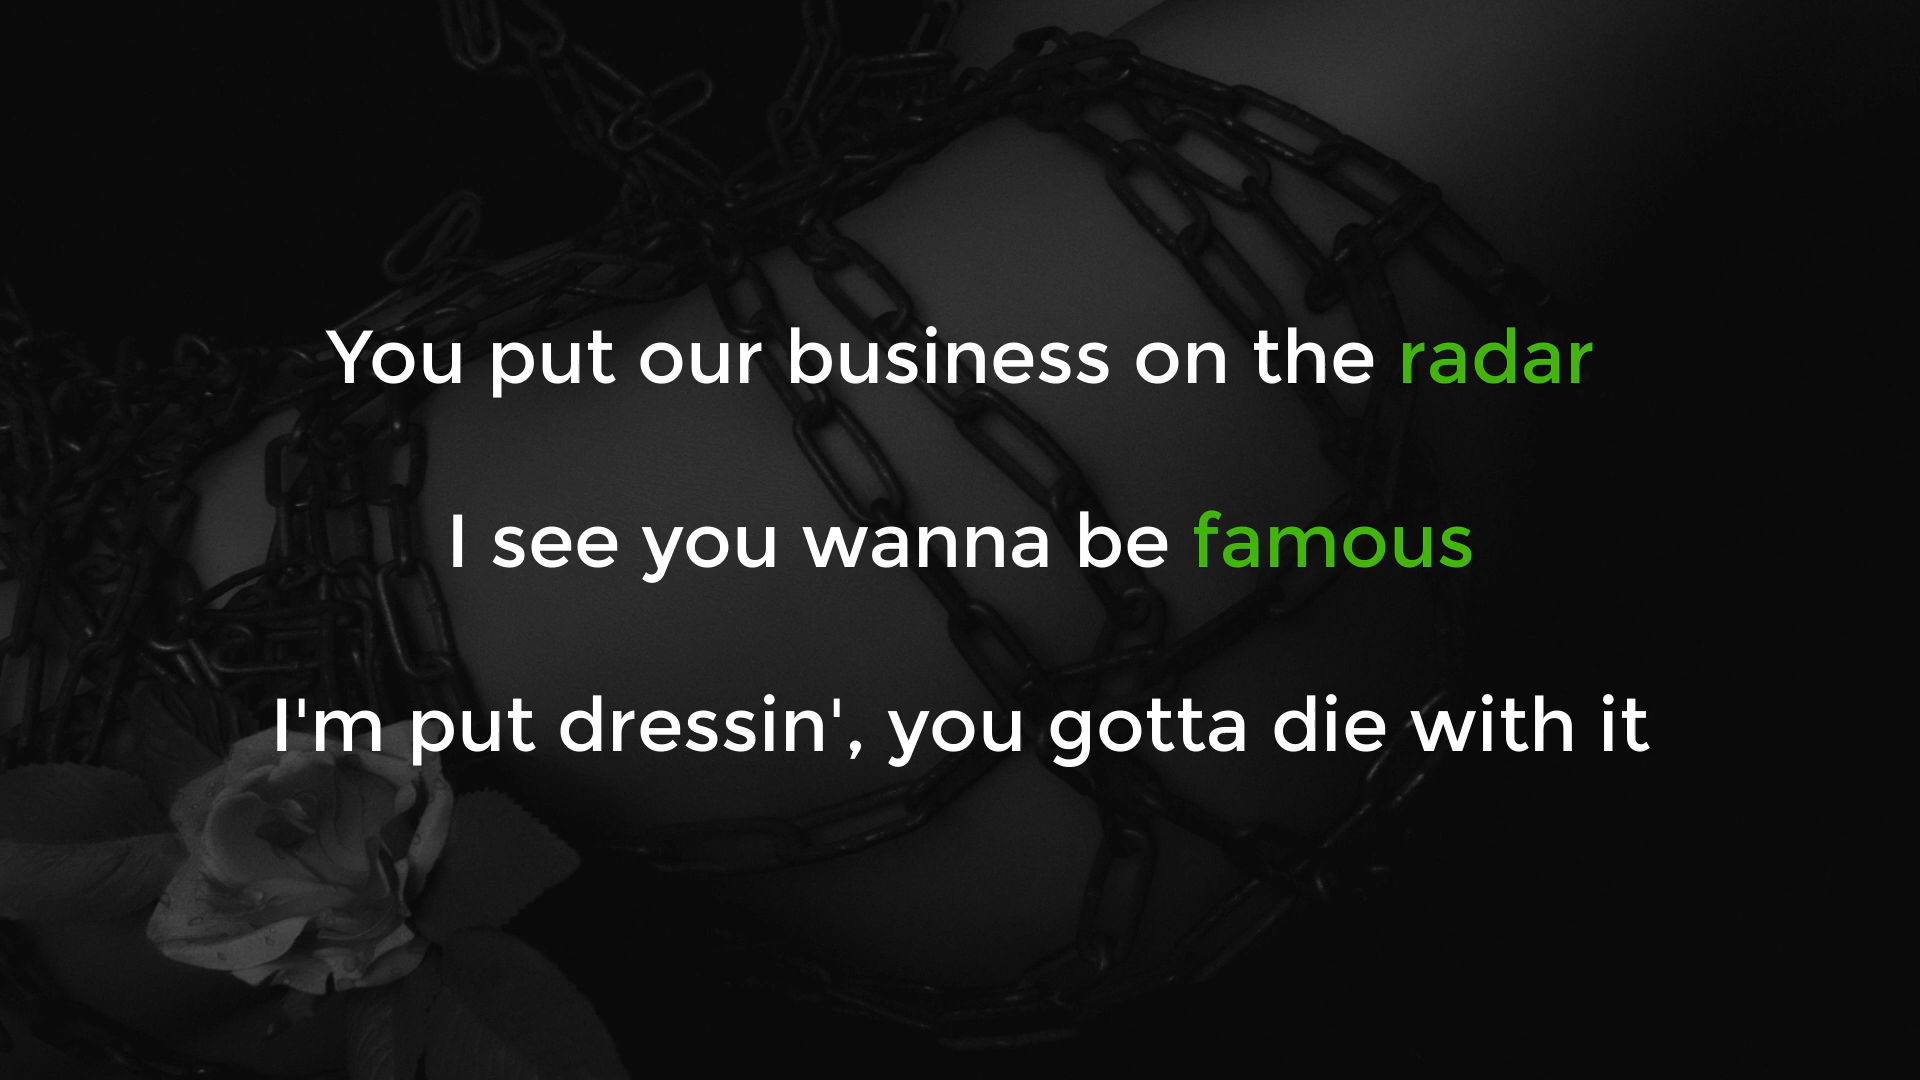 You put our business on the radar
I see you wanna be famous
I'm put dressin', you gotta die with it